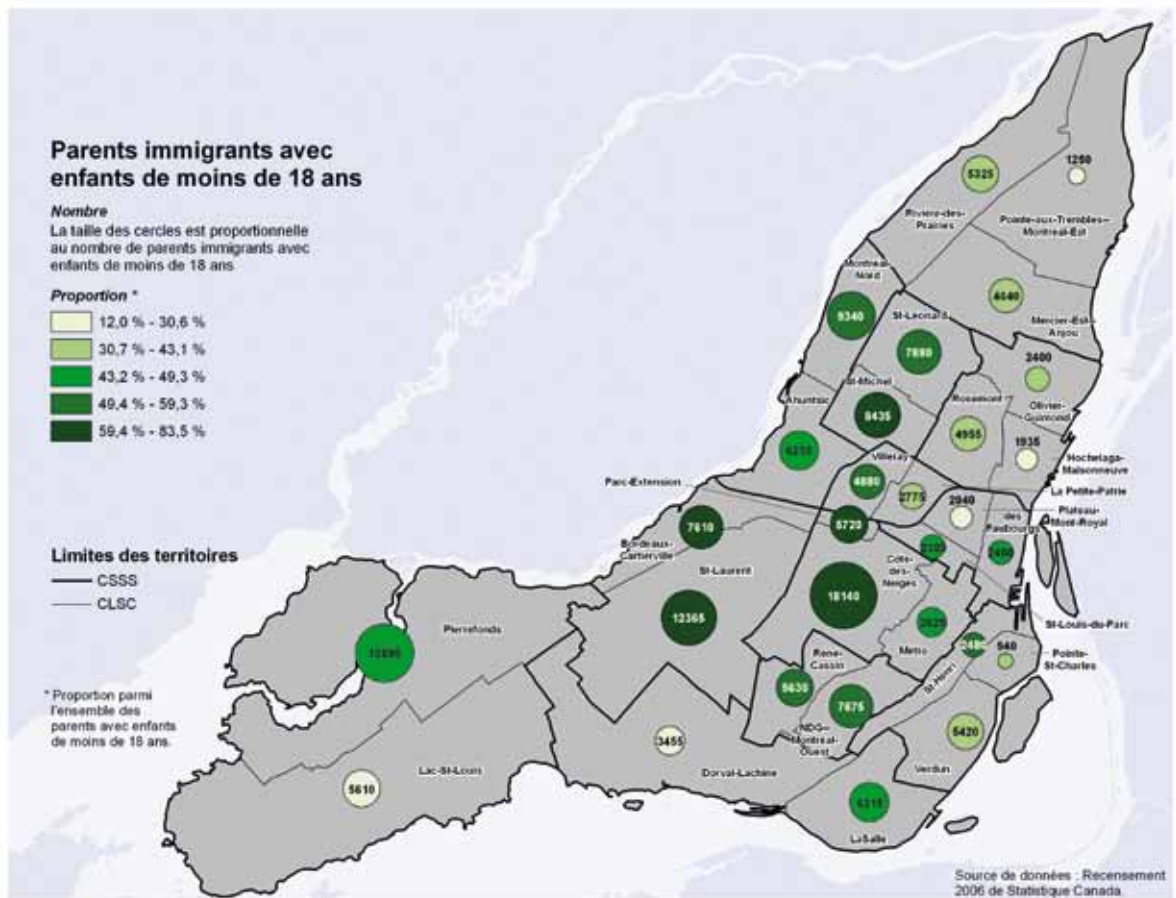 Parents immigrants avec
enfants de moins de 18 ans
Nombre
La taille des cercles est proportionnelle
au nombre de parents immigrants avec
enfants de moins de 18 ans
Proportion *
12,0 % - 30,6 %
30,7 % - 43,1 %
43,2 % - 49,3 %
49,4 % - 59,3 %
59,4 % - 83,5 %
Limites des territoires
CSSS
CLSC
* Proportion parmi
l'ensemble des
parents avec enfants
de moins de 18 ans.
5325
Rivière-des-
Prairies
1250
Pointe-aux-Trembles–
Montréal-Est
Montréal-
Nord
9340
4640
Mercier-Est–
Anjou
St-Léonard
7880
St-Michel
8435
Ahuntsic
6210
2400
Olivier-
Guimond
Rosemont
4955
1935
Hochelaga-
Maisonneuve
Villeray
4880
2775
La Petite-Patrie
Parc-Extension
5720
2940
Plateau-
Mont-Royal
des
Faubourgs
7610
Bordeaux-
Cartierville
St-Laurent
12365
Côte-
des-
Neiges
18140
Métro
St-Louis-du-Parc
Pierrefonds
René-
Cassin
5630
7675
NDG–
Montréal-
Ouest
St-Henri
540
Pointe-
St-Charles
5420
Verdun
3455
Dorval-Lachine
5610
Lac-St-Louis
LaSalle
Source de données : Recensement
2006 de Statistique Canada.